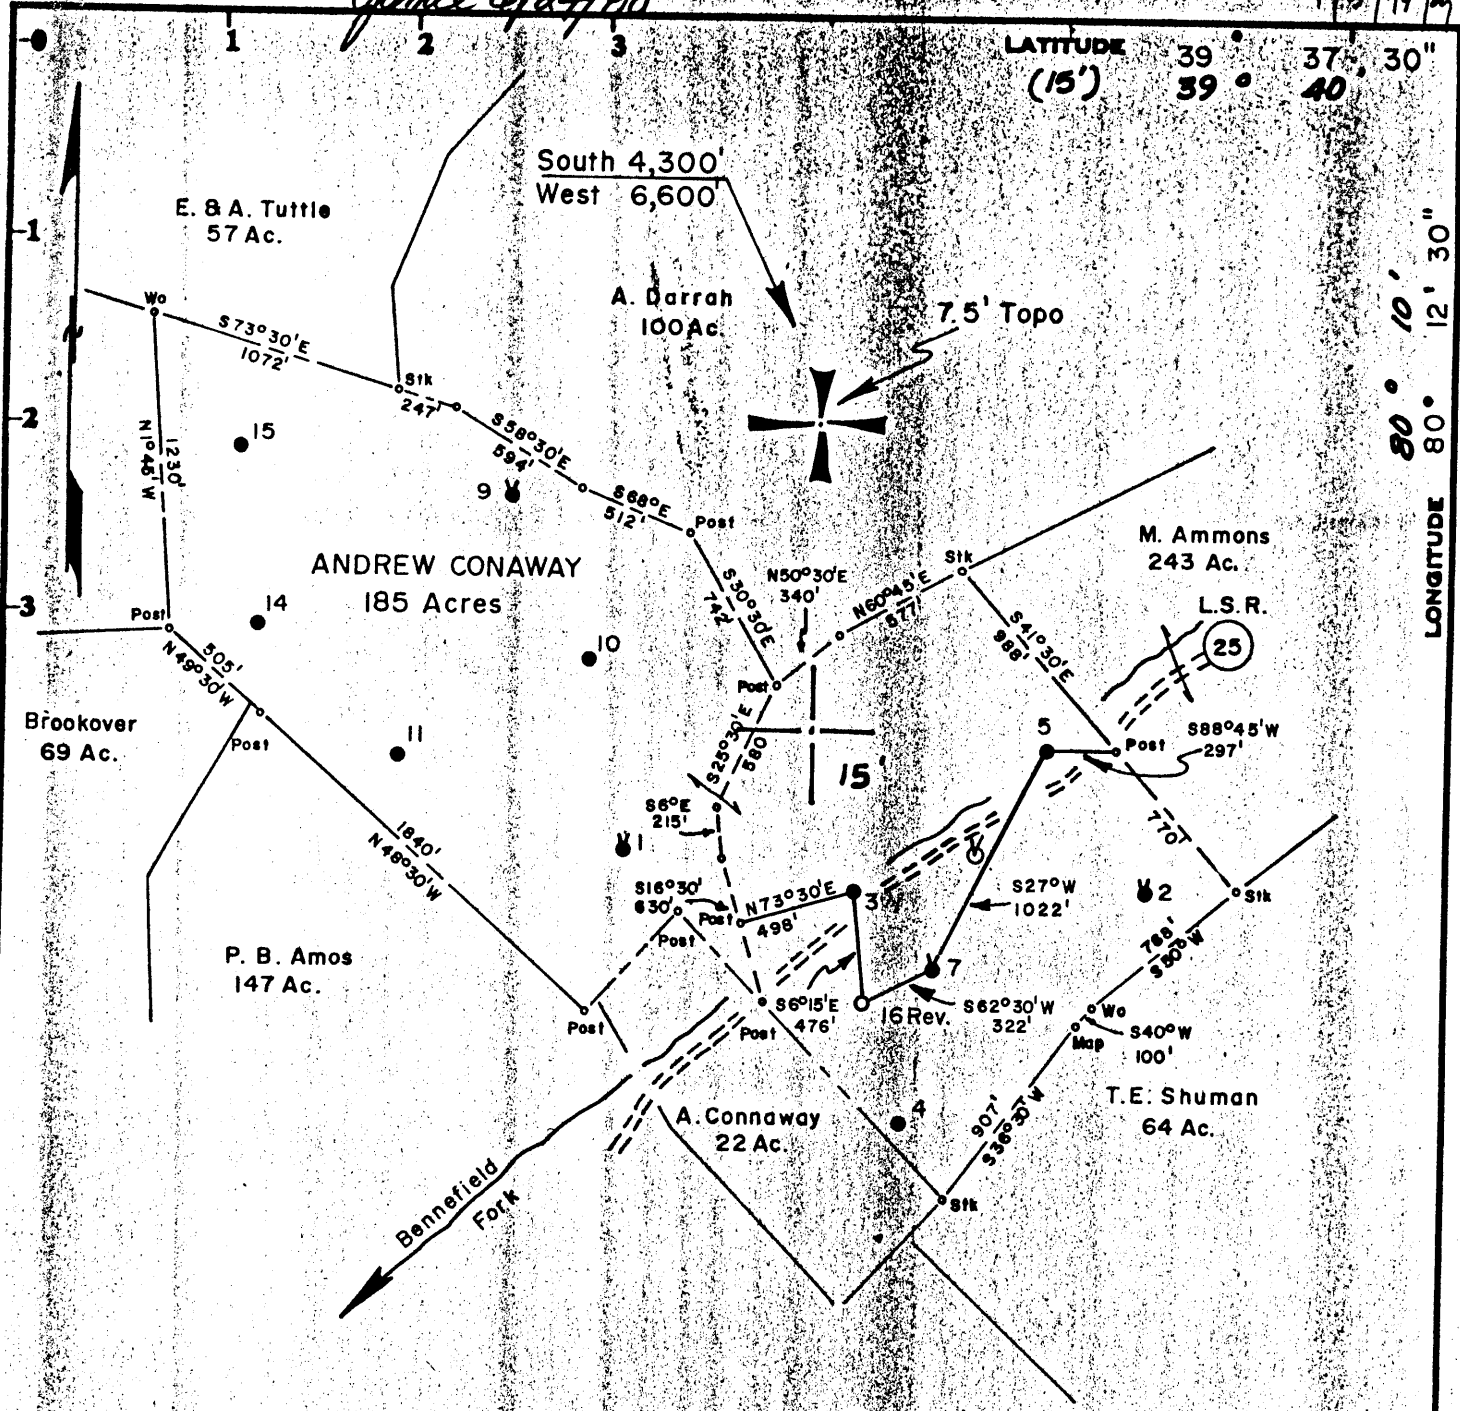 1
2
3
LATITUDE 39 37' 30"
(15') 39° 40
South 4,300'
West 6,600'
E. & A. Tuttle
57 Ac.
1
A. Darrah
100 Ac.
7.5' Topo
80° 10'
80° 12' 30"
LONGITUDE
Wo
S73°30'E
1072'
Stk
247'
2
15
N1°45'W
1230'
S58°30'E
594'
9
S68°E
512'
Post
M. Ammons
243 Ac.
ANDREW CONAWAY
185 Acres
S30°30'E
742'
N50°30'E
340'
N60°45'E
577'
Stk
3
Post
14
L.S.R.
25
S41°30'E
988'
505'
N49°30'W
10
Post
Brookover
69 Ac.
Post
11
S25°30'E
580'
15'
5
Post
S88°45'W
297'
S6°E
215'
1
770'
1840'
N48°30'W
S16°30'
630'
Post
Post
N73°30'E
498'
3
S27°W
1022'
2
Stk
768'
S50°W
P. B. Amos
147 Ac.
7
Post
Post
S6°15'E
476'
16 Rev.
S62°30'W
322'
Wo
Map
S40°W
100'
A. Connaway
22 Ac.
4
907'
S36°30'W
T.E. Shuman
64 Ac.
Stk
Bennefield
Fork